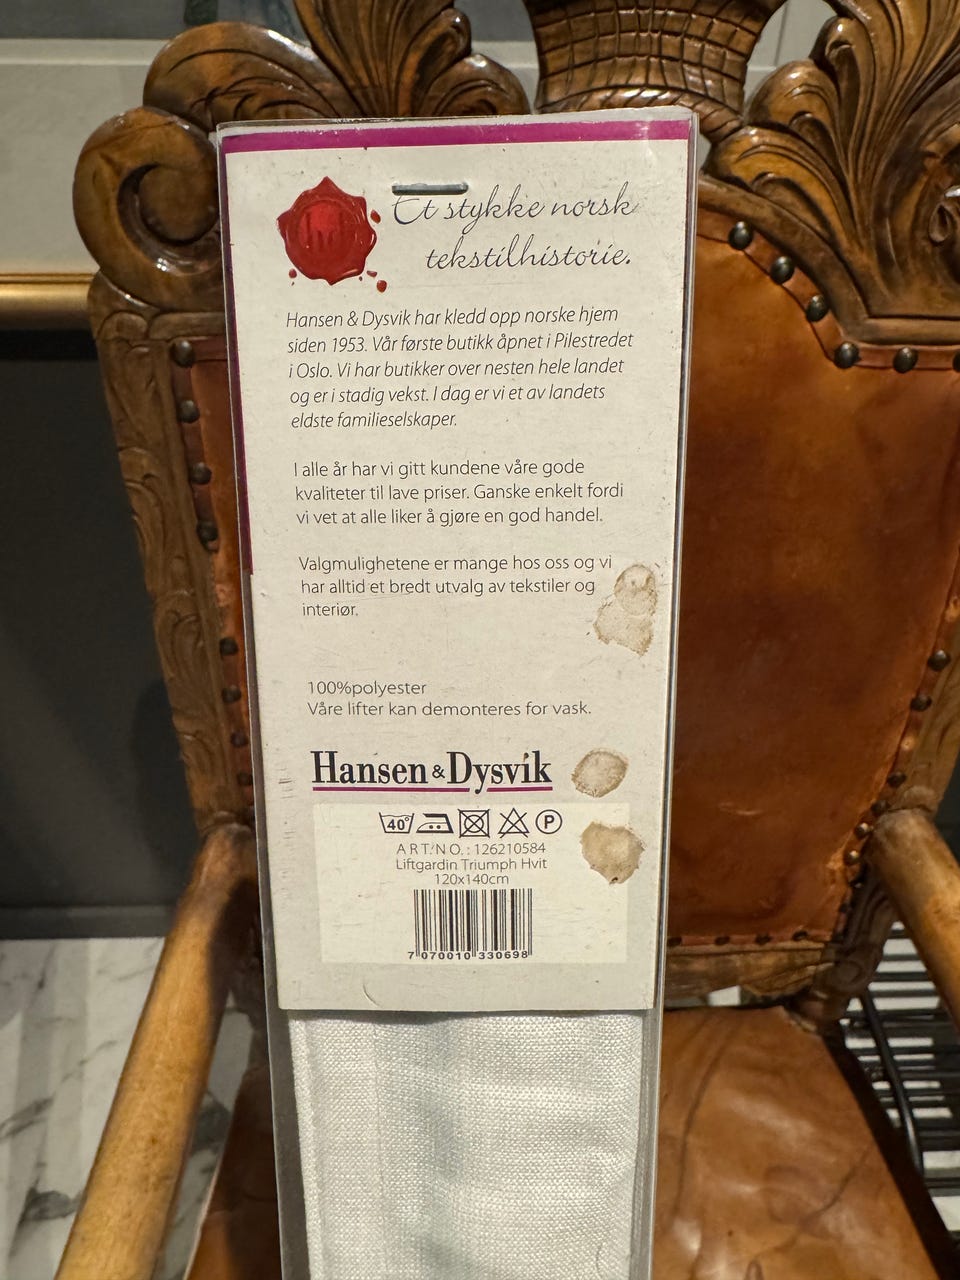 Et stykke norsk
tekstilhistorie.
Hansen & Dysvik har kledd opp norske hjem
siden 1953. Vår første butikk åpnet i Pilestredet
i Oslo. Vi har butikker over nesten hele landet
og er i stadig vekst. I dag er vi et av landets
eldste familieselskaper.
I alle år har vi gitt kundene våre gode
kvaliteter til lave priser. Ganske enkelt fordi
vi vet at alle liker å gjøre en god handel.
Valgmulighetene er mange hos oss og vi
har alltid et bredt utvalg av tekstiler og
interiør.
100%polyester
Våre lifter kan demonteres for vask.
Hansen & Dysvik
40° P
ART.NO.: 126210584
Liftgardin Triumph Hvit
120x140cm
7 070010 330698